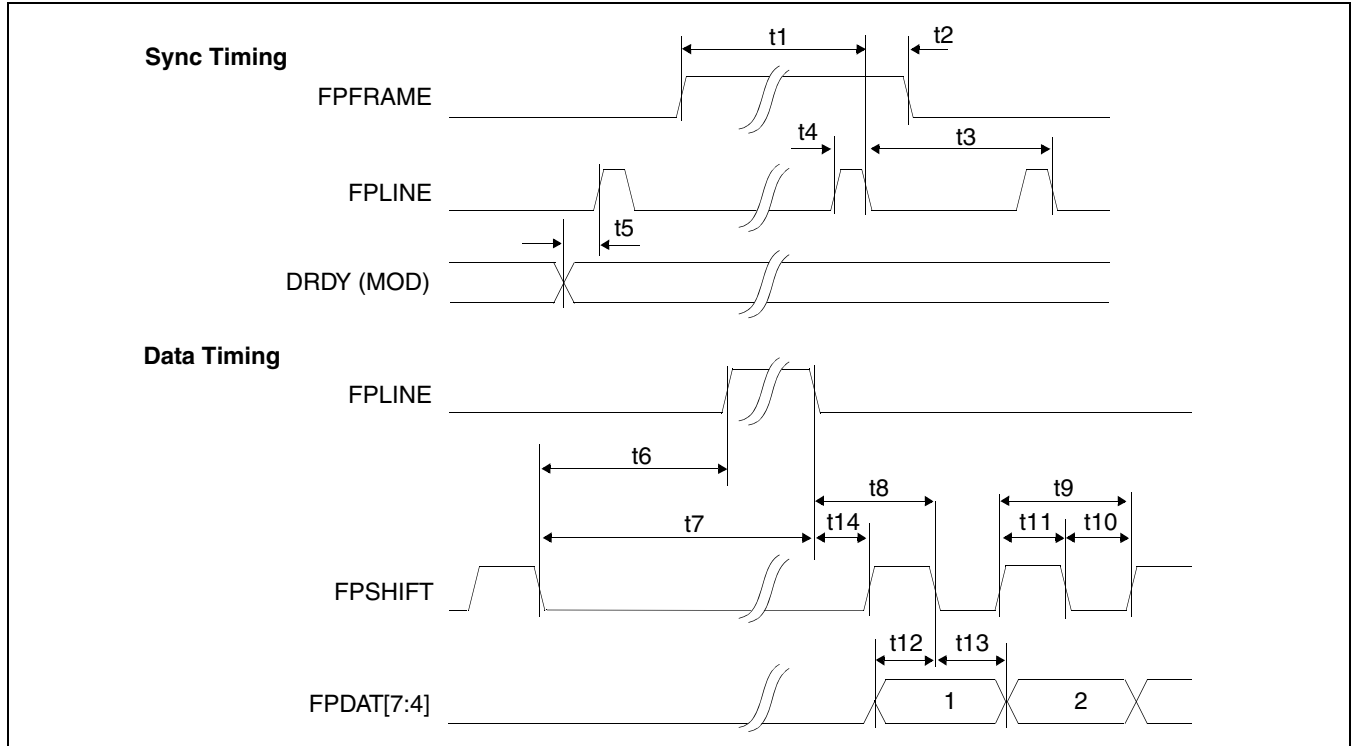 Sync Timing
t1
t2
FPFRAME
t4
t3
FPLINE
t5
DRDY (MOD)
Data Timing
FPLINE
t6
t8
t9
t7
t14
t11
t10
FPSHIFT
t12
t13
FPDAT[7:4]
1
2